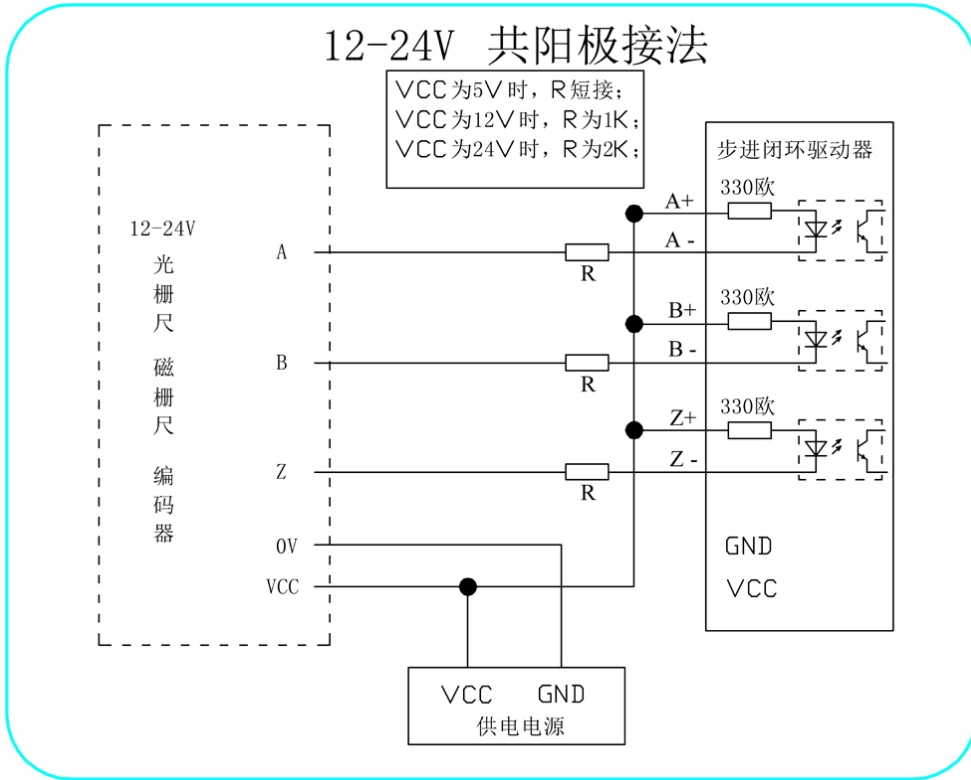 12-24V 共阳极接法
VCC为5V时，R短接；
VCC为12V时，R为1K；
VCC为24V时，R为2K；
步进闭环驱动器
12-24V
光
栅
尺
磁
栅
尺
编
码
器
A
R
A+
A -
330欧
B
R
B+
B -
330欧
Z
R
Z+
Z -
330欧
0V
VCC
GND
VCC
VCC GND
供电电源